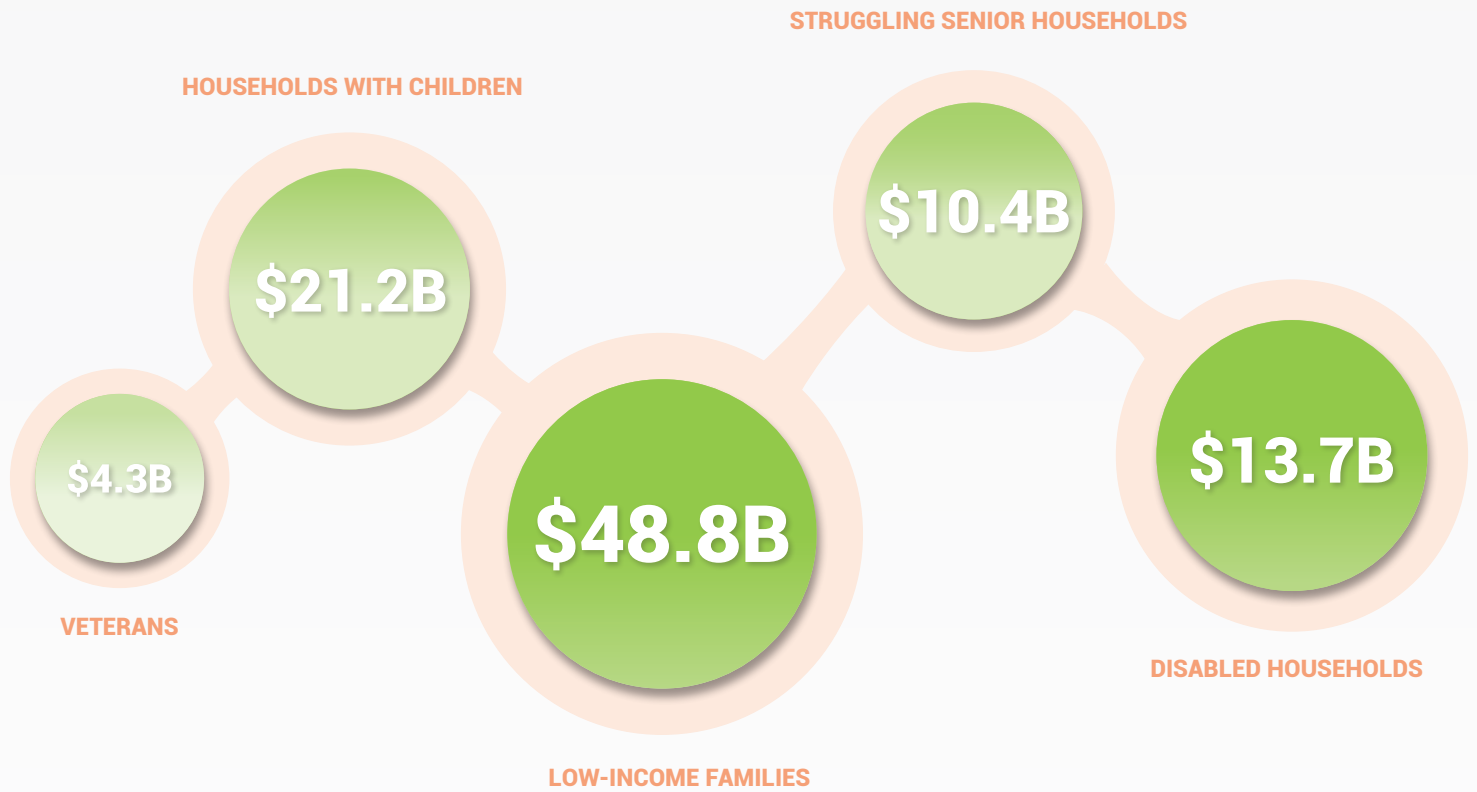 STRUGGLING SENIOR HOUSEHOLDS
HOUSEHOLDS WITH CHILDREN
$10.4B
$21.2B
$13.7B
$4.3B
$48.8B
VETERANS
DISABLED HOUSEHOLDS
LOW-INCOME FAMILIES